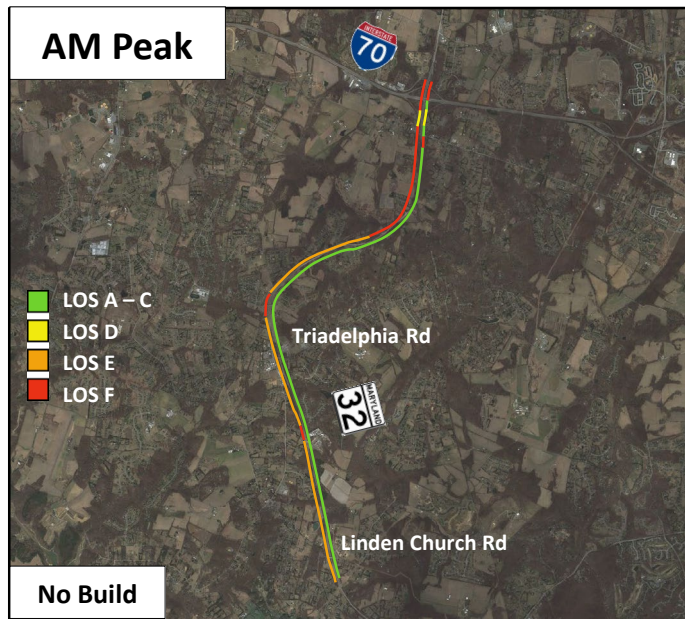 AM Peak
INTERSTATE
70
LOS A – C
LOS D
LOS E
LOS F
Triadelphia Rd
MARYLAND
32
Linden Church Rd
No Build